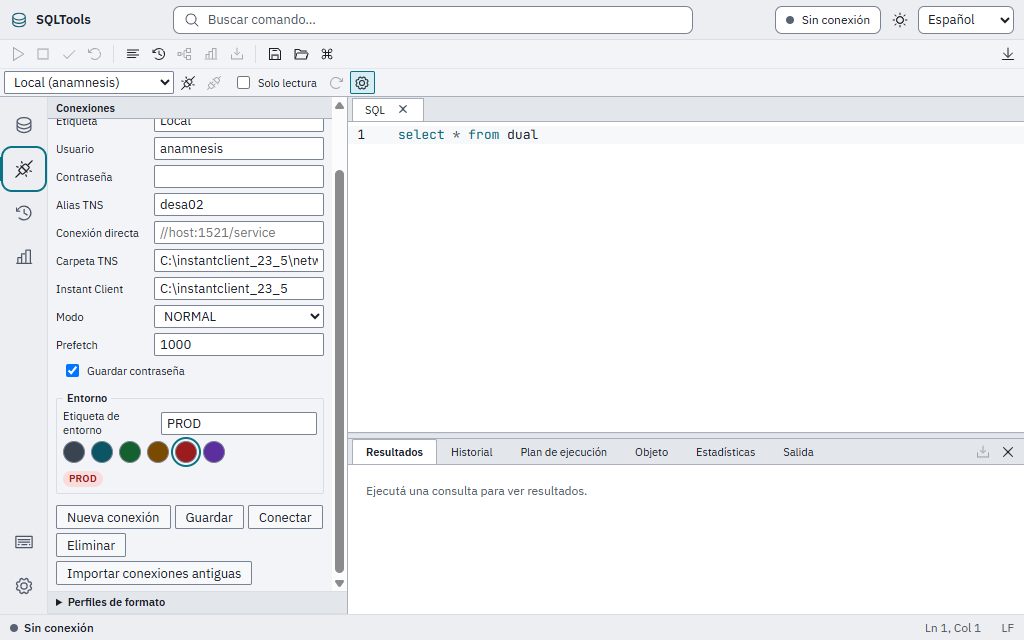 SQLTools
Buscar comando...
Sin conexión
Español
Local (anamnesis)
Solo lectura
Conexiones
Etiqueta
Local
Usuario
anamnesis
Contraseña
Alias TNS
desa02
Conexión directa
//host:1521/service
Carpeta TNS
C:\instantclient_23_5\netw
Instant Client
C:\instantclient_23_5
Modo
NORMAL
Prefetch
1000
Guardar contraseña
Entorno
Etiqueta de
entorno
PROD
PROD
Nueva conexión
Guardar
Conectar
Eliminar
Importar conexiones antiguas
Perfiles de formato
SQL
1 select * from dual
Resultados
Historial
Plan de ejecución
Objeto
Estadísticas
Salida
Ejecutá una consulta para ver resultados.
Sin conexión
Ln 1, Col 1
LF